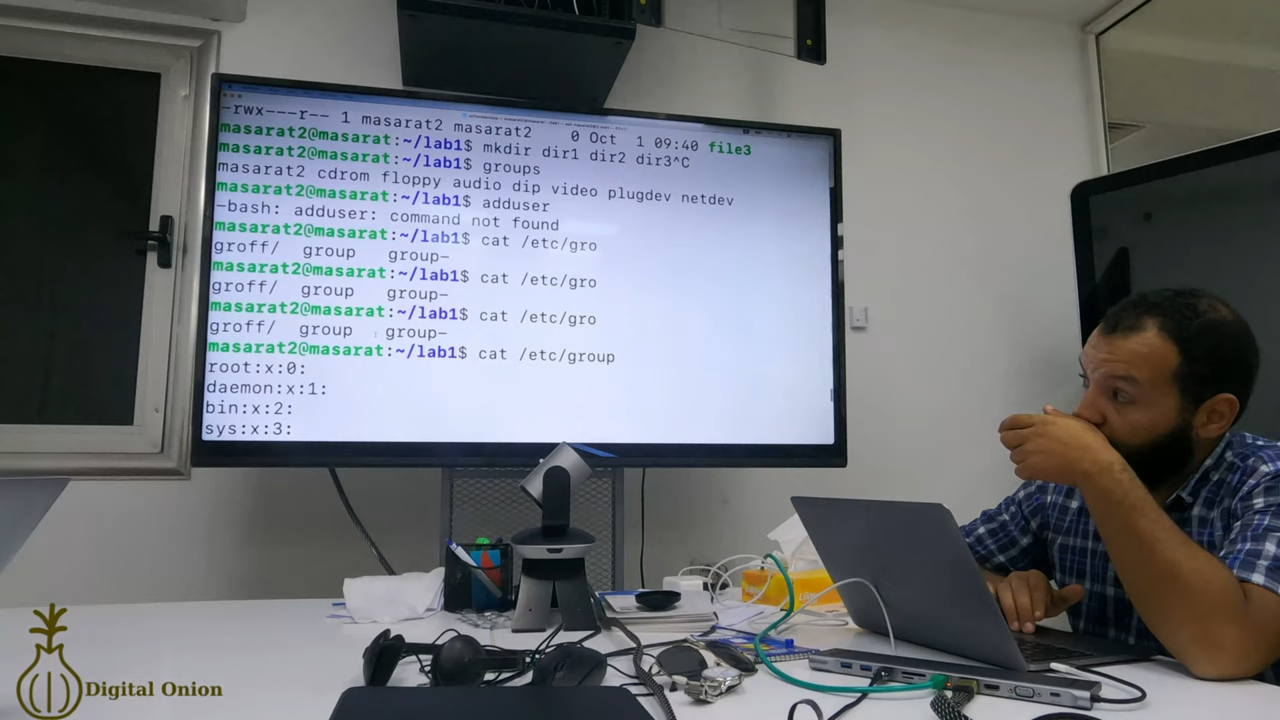 -rwx---r-- 1 masarat2 masarat2 0 Oct 1 09:40 file3
masarat2@masarat:~/lab1$ mkdir dir1 dir2 dir3^C
masarat2@masarat:~/lab1$ groups
masarat2 cdrom floppy audio dip video plugdev netdev
masarat2@masarat:~/lab1$ adduser
-bash: adduser: command not found
masarat2@masarat:~/lab1$ cat /etc/gro
groff/ group group-
masarat2@masarat:~/lab1$ cat /etc/gro
groff/ group group-
masarat2@masarat:~/lab1$ cat /etc/gro
groff/ group group-
masarat2@masarat:~/lab1$ cat /etc/group
root:x:0:
daemon:x:1:
bin:x:2:
sys:x:3:
Digital Onion